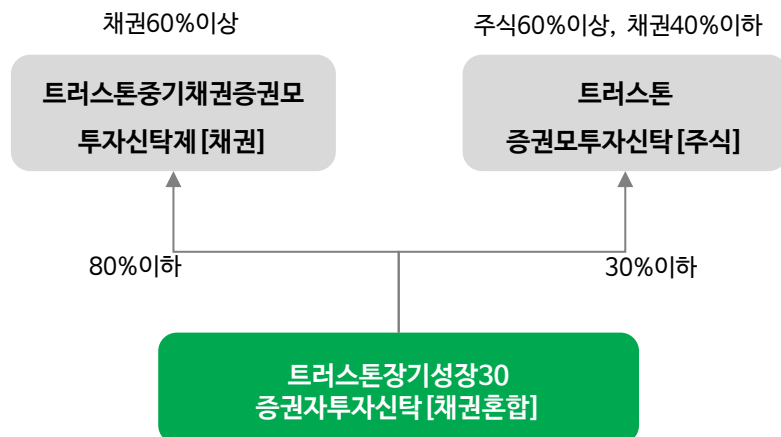 채권60%이상
주식60%이상, 채권40%이하
트러스톤중기채권증권모
투자신탁제[채권]
트러스톤
증권모투자신탁[주식]
80%이하
30%이하
트러스톤장기성장30
증권자투자신탁[채권혼합]